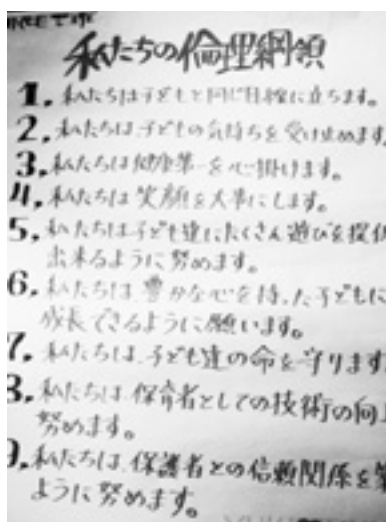 私たちの倫理綱領
1. 私たちは子どもと同じ目線に立ちます。
2. 私たちは子どもの気持ちを受け止めます。
3. 私たちは健康第一を心掛けます。
4. 私たちは笑顔を大事にします。
5. 私たちは子ども達にたくさん遊びを提供
出来るように努めます。
6. 私たちは、豊かな心を持った子どもに
成長できるように願います。
7. 私たちは、子ども達の命を守ります
8. 私たちは、保育者としての技術の向上
努めます。
9. 私たちは、保護者との信頼関係を築
ように努めます。